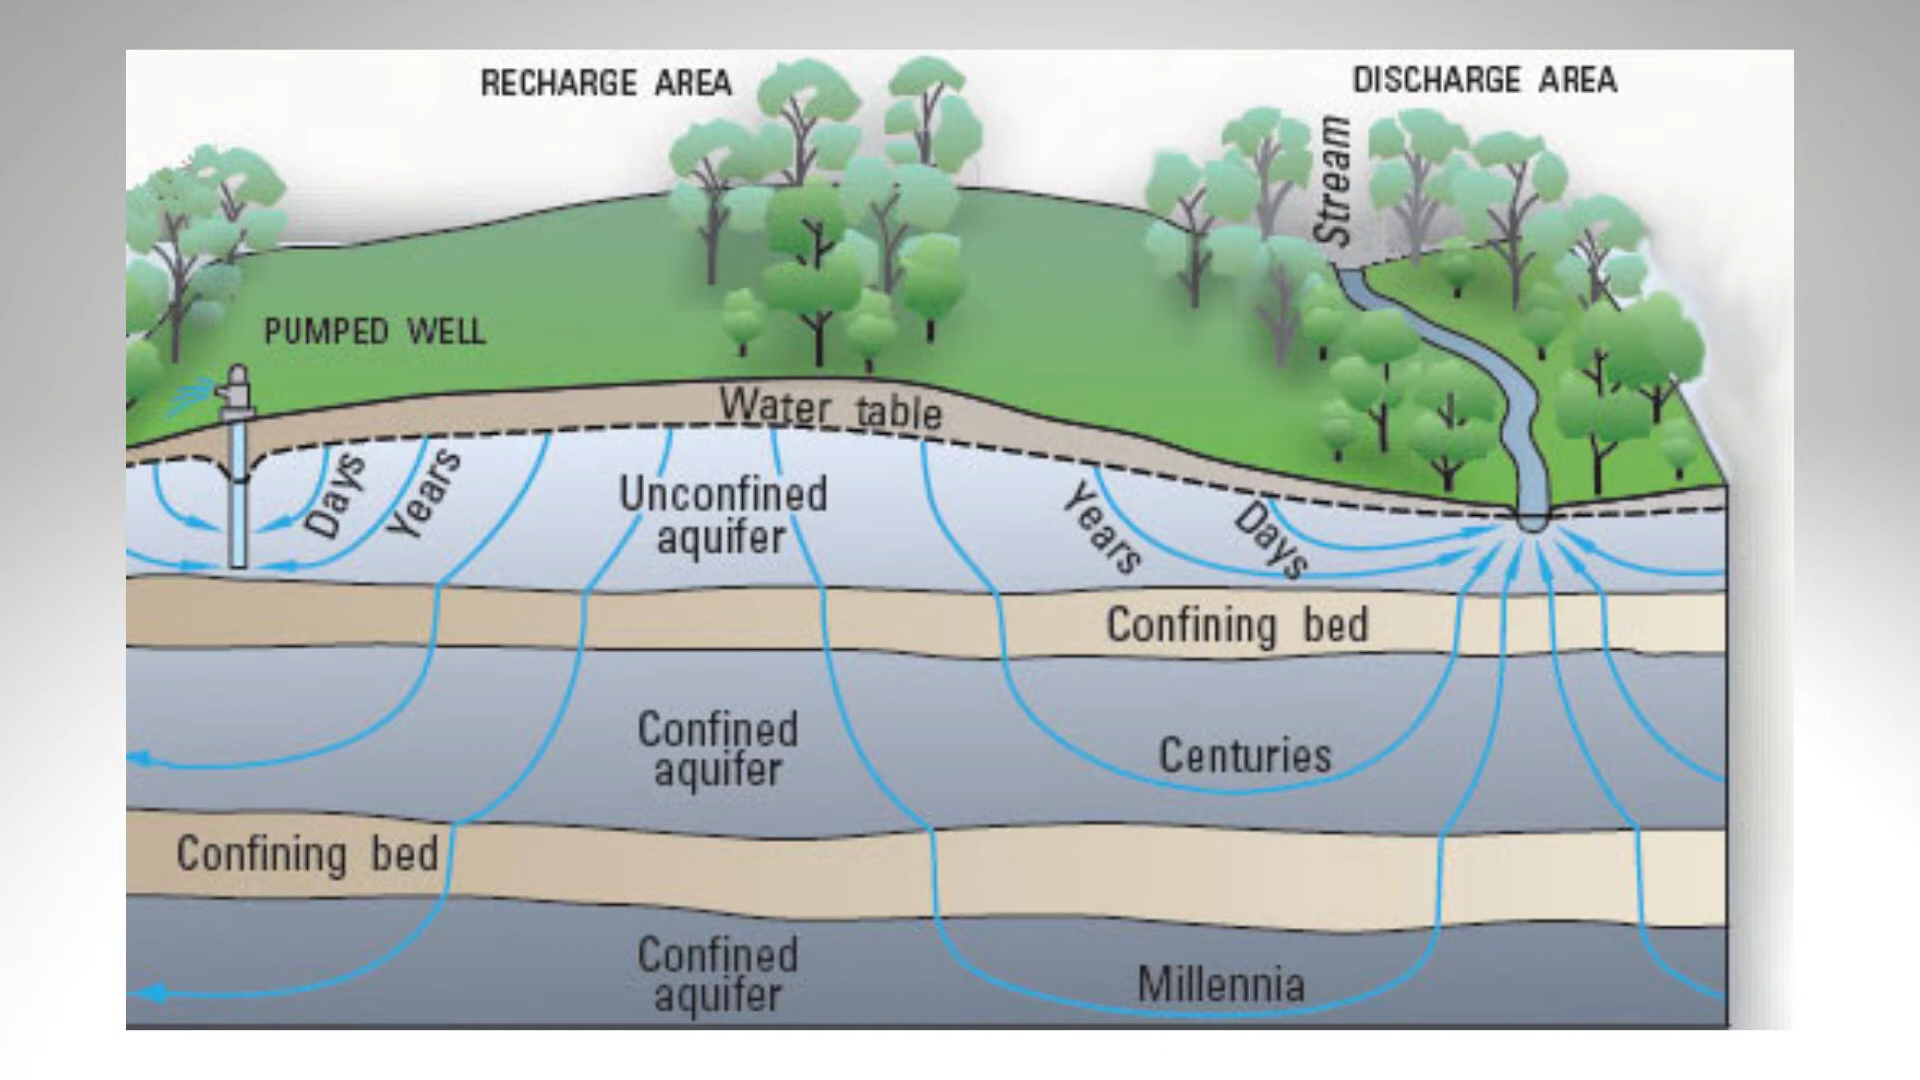 RECHARGE AREA
DISCHARGE AREA
Stream
PUMPED WELL
Water table
Days
Years
Unconfined
aquifer
Years
Days
Confining bed
Confined
aquifer
Centuries
Confining bed
Confined
aquifer
Millennia